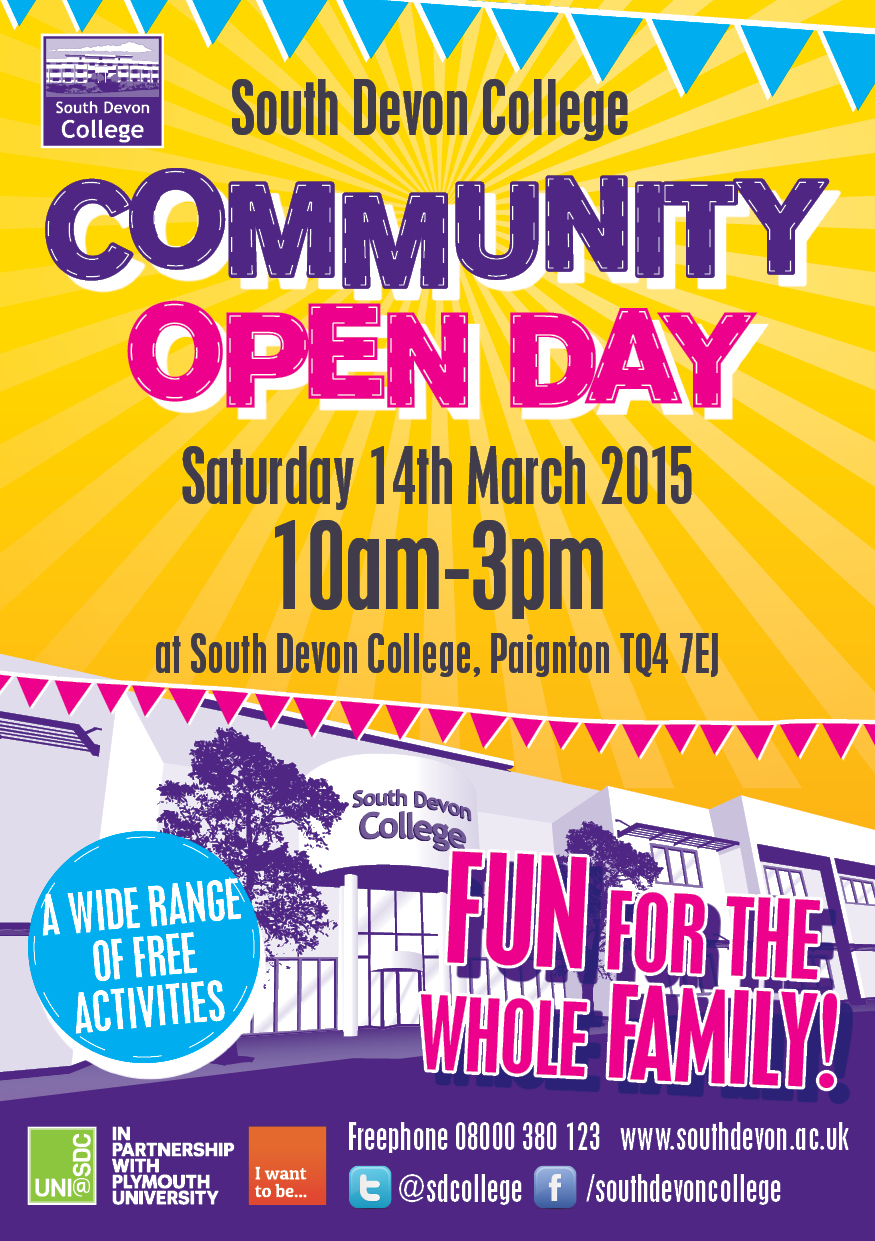 South Devon
College
South Devon College
COMMUNITY
OPEN DAY
Saturday 14th March 2015
10am-3pm
at South Devon College, Paignton TQ4 7EJ
South Devon
College
A WIDE RANGE
OF FREE
ACTIVITIES
FUN FOR THE
WHOLE FAMILY!
UNI@SDC
IN
PARTNERSHIP
WITH
PLYMOUTH
UNIVERSITY
I want
to be...
Freephone 08000 380 123 www.southdevon.ac.uk
t @sdcollege f /southdevoncollege